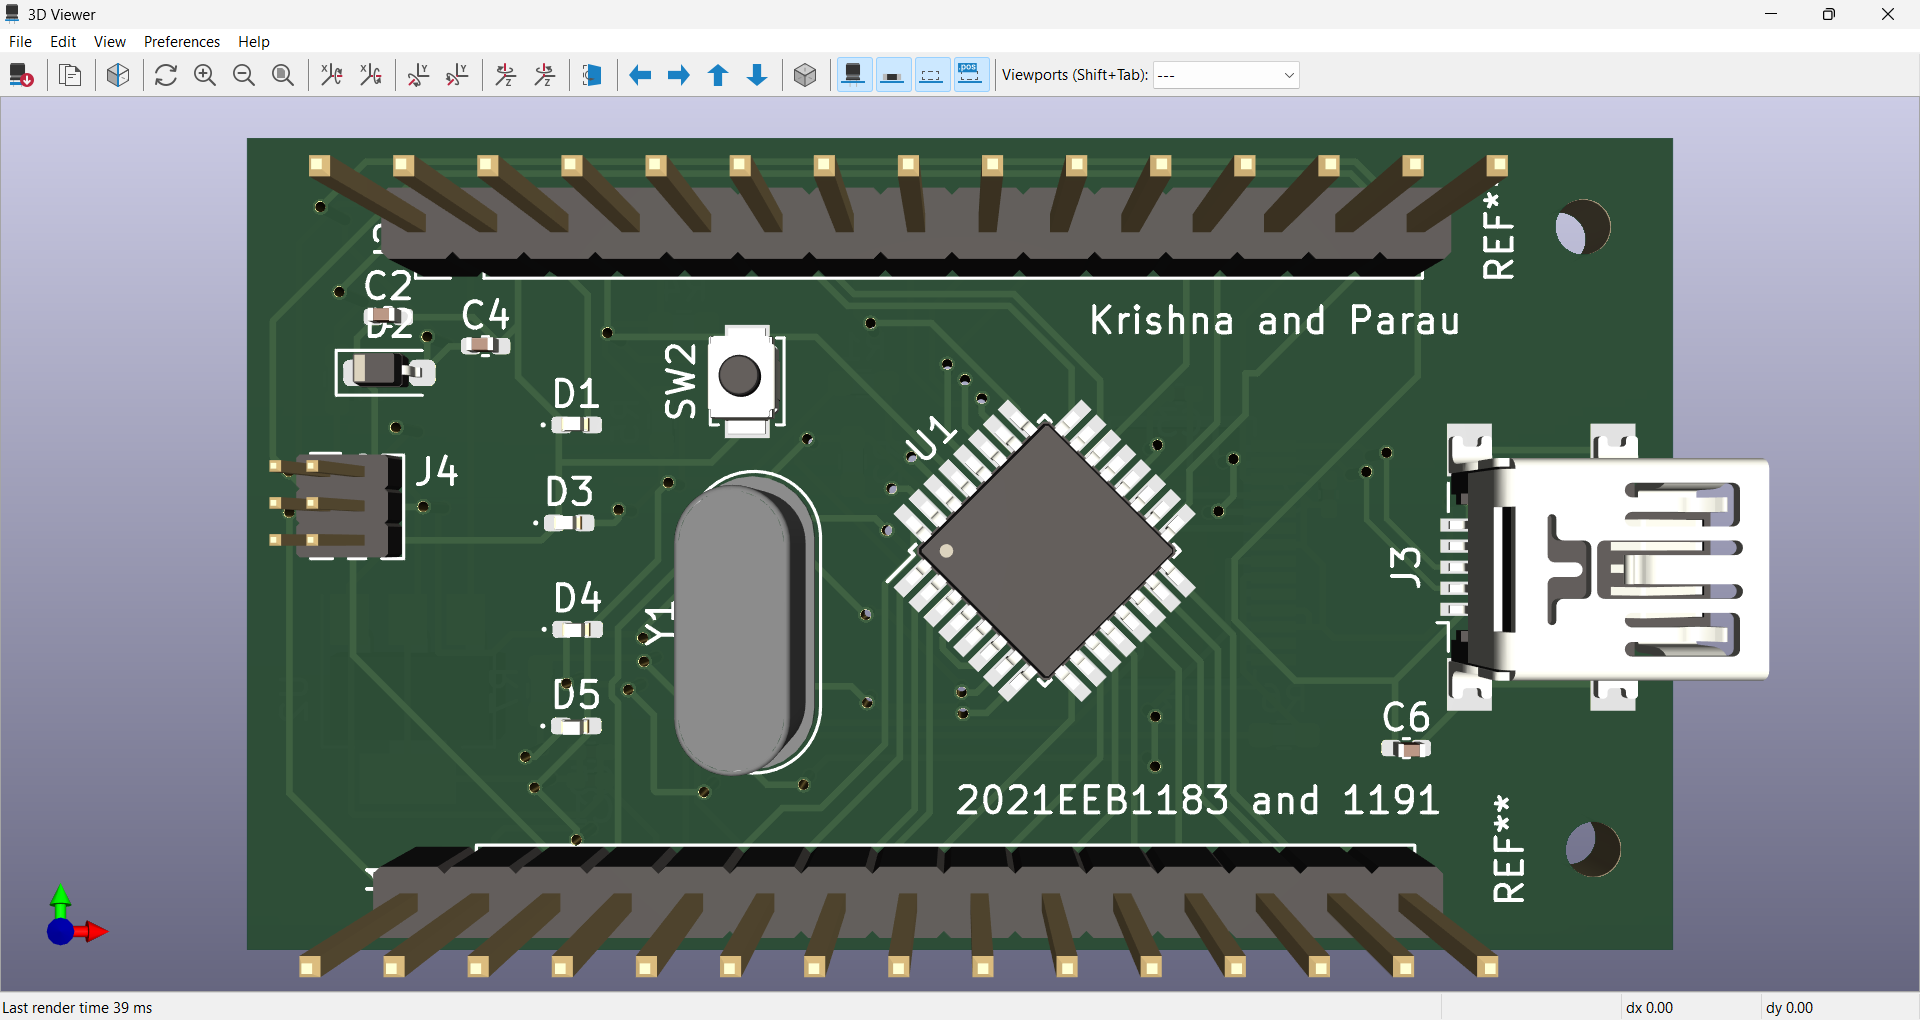 3D Viewer
File Edit View Preferences Help
Viewports (Shift+Tab): ---
REF**
C2
D2
C4
Krishna and Parau
SW2
D1
U1
J4
D3
J3
D4
Y1
D5
C6
2021EEB1183 and 1191
REF**
Last render time 39 ms
dx 0.00
dy 0.00